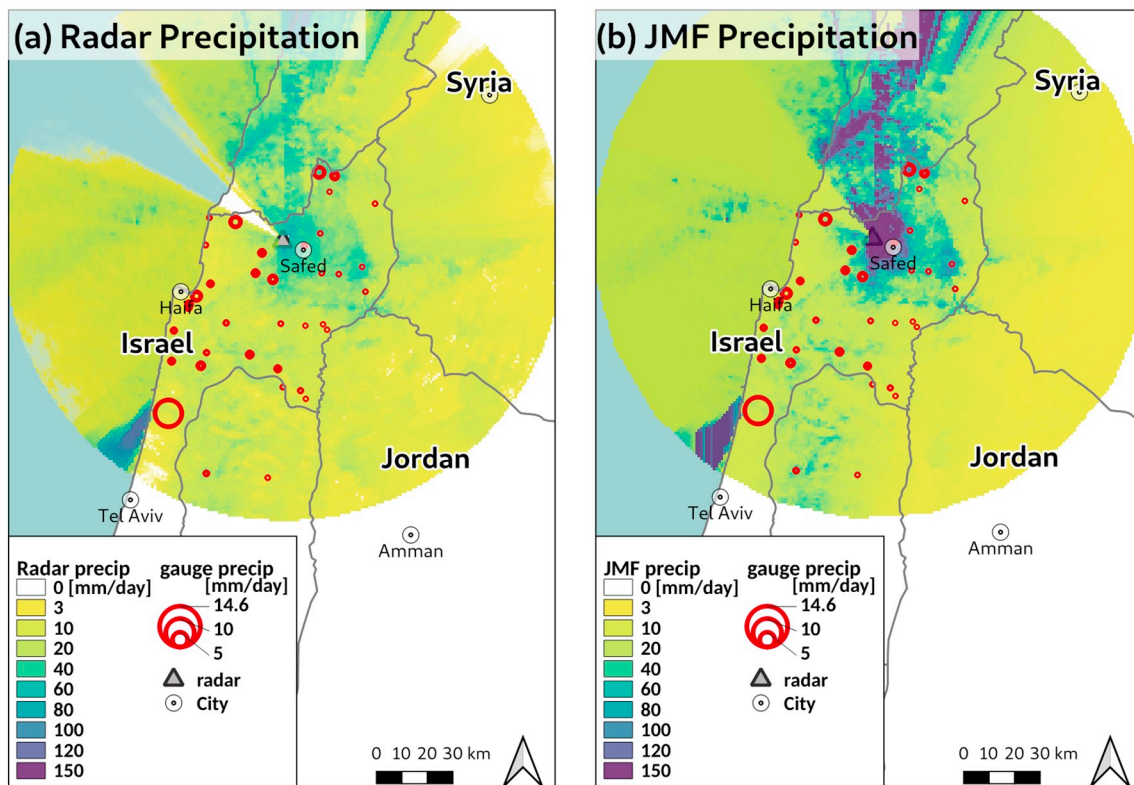 (a) Radar Precipitation
Syria
Safed
Haifa
Israel
Jordan
Tel Aviv
Amman
Radar precip
0 [mm/day]
3
10
20
40
60
80
100
120
150
gauge precip
[mm/day]
14.6
10
5
radar
City
0 10 20 30 km
(b) JMF Precipitation
Syria
Safed
Haifa
Israel
Jordan
Tel Aviv
Amman
JMF precip
0 [mm/day]
3
10
20
40
60
80
100
120
150
gauge precip
[mm/day]
14.6
10
5
radar
City
0 10 20 30 km